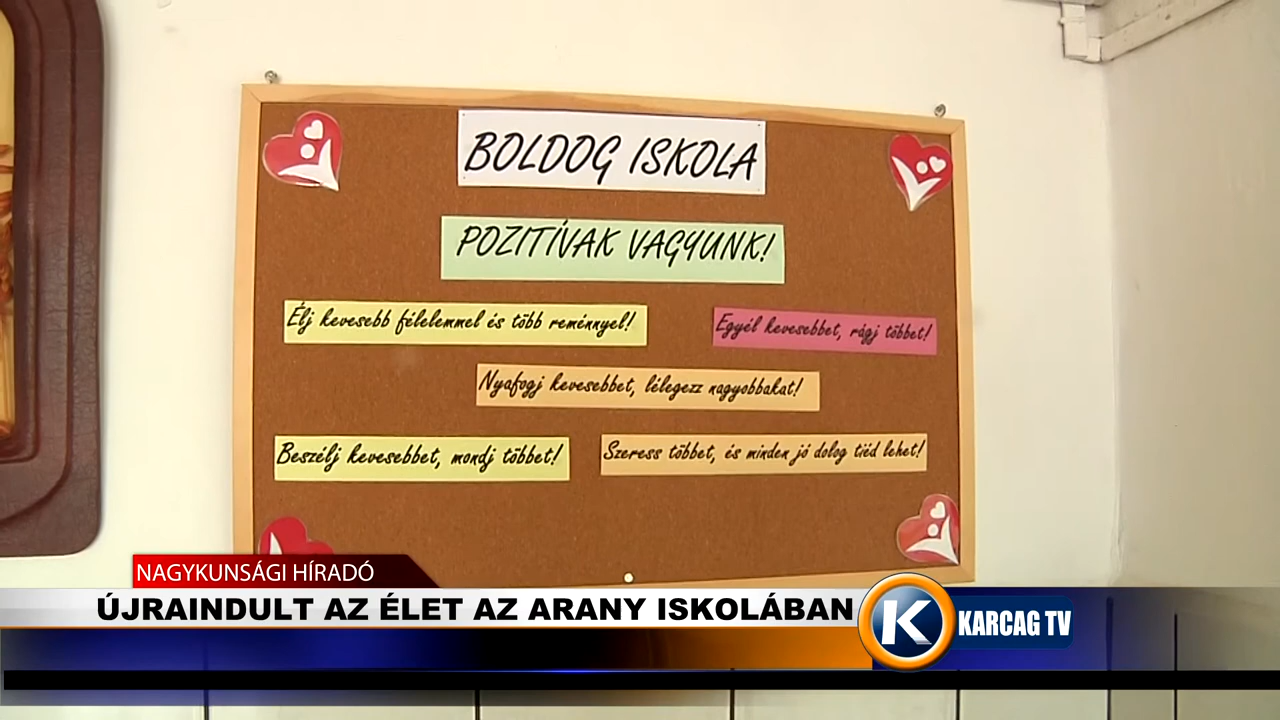 BOLDOG ISKOLA
POZITÍVAK VAGYUNK!
Élj kevesebb félelemmel és több reménnyel!
Egyél kevesebbet, rágj többet!
Nyafogj kevesebbet, lélegezz nagyobbakat!
Beszélj kevesebbet, mondj többet!
Szeress többet, és minden jó dolog tiéd lehet!
NAGYKUNSÁGI HÍRADÓ
ÚJRAINDULT AZ ÉLET AZ ARANY ISKOLÁBAN
K KARCAG TV